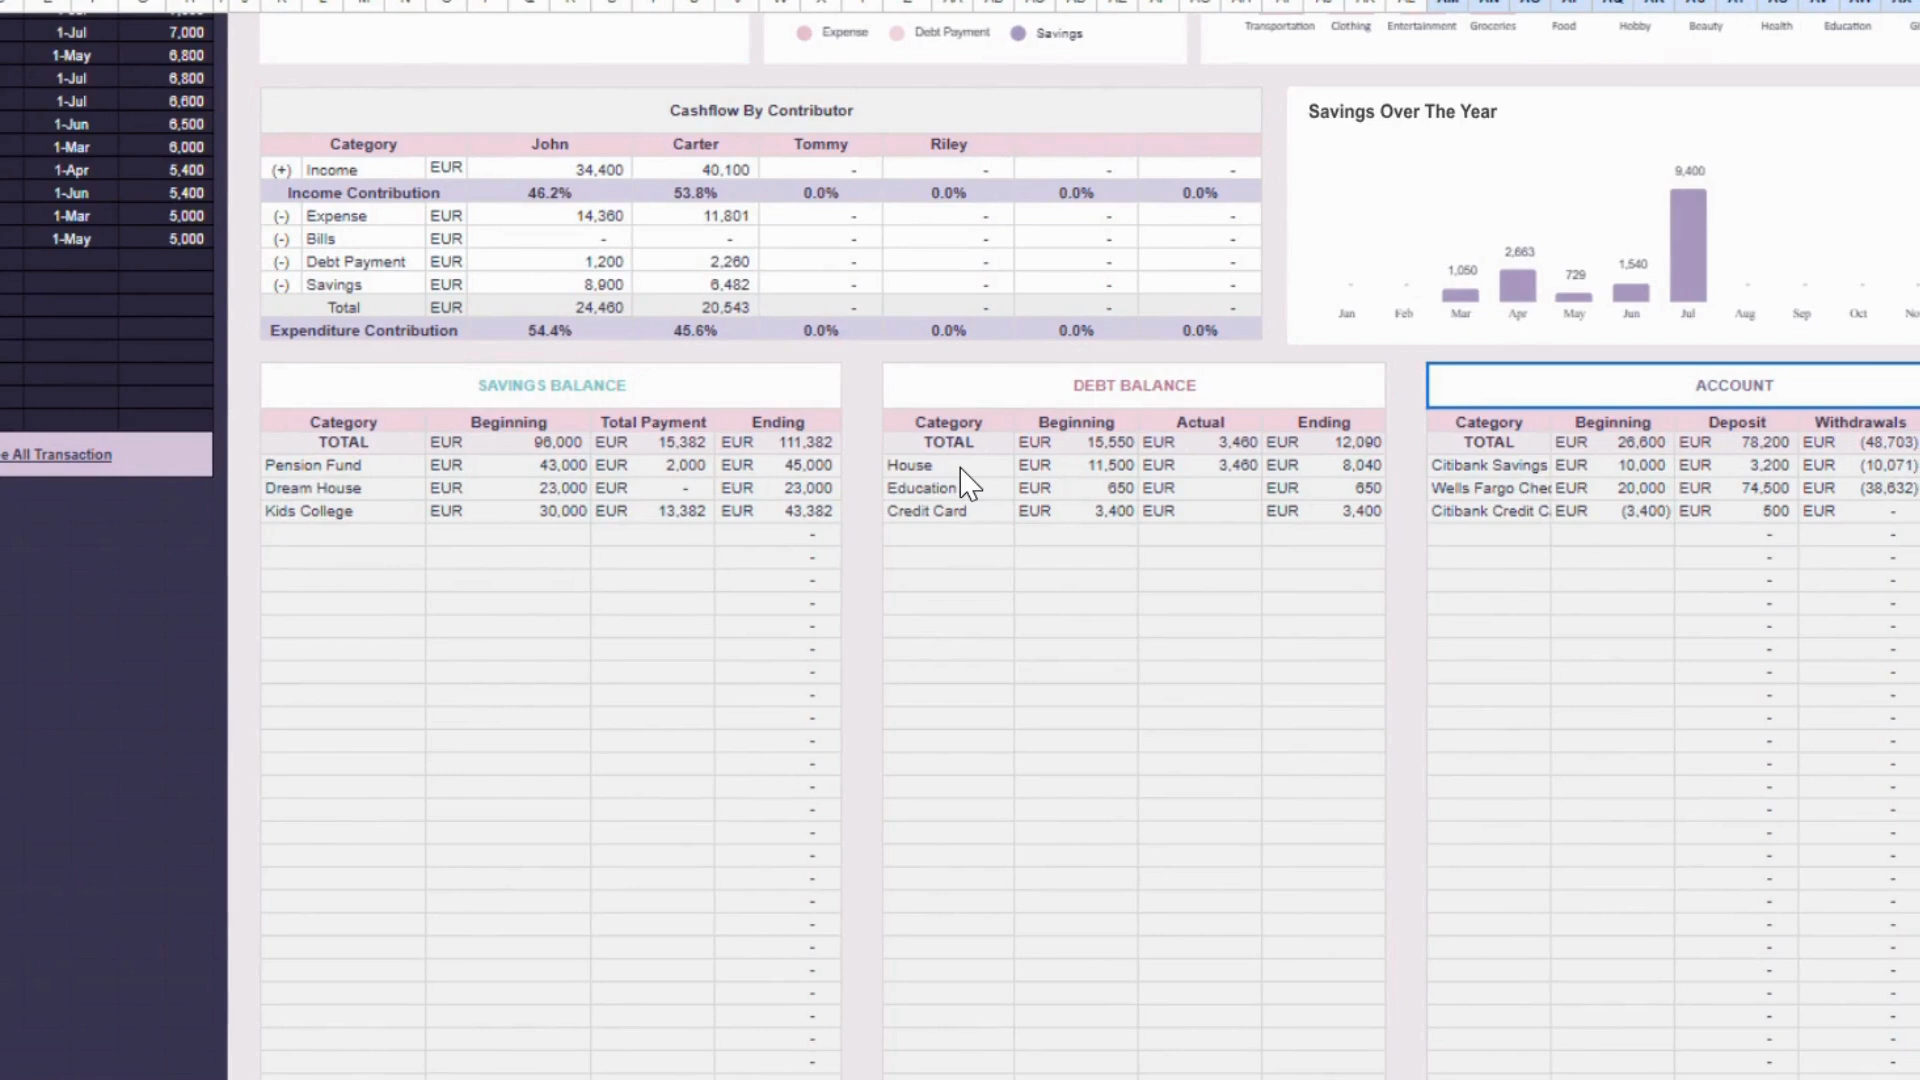 1-Jul 7,000
1-May 6,800
1-Jul 6,800
1-Jul 6,600
1-Jun 6,500
1-Mar 6,000
1-Apr 5,400
1-Jun 5,400
1-Mar 5,000
1-May 5,000
e All Transaction
Expense Debt Payment Savings
Transportation Clothing Entertainment Groceries Food Hobby Beauty Health Education
Cashflow By Contributor
Category John Carter Tommy Riley
(+) Income EUR 34,400 40,100 - - - -
Income Contribution 46.2% 53.8% 0.0% 0.0% 0.0% 0.0%
(-) Expense EUR 14,360 11,801 - - - -
(-) Bills EUR - - - - - -
(-) Debt Payment EUR 1,200 2,260 - - - -
(-) Savings EUR 8,900 6,482 - - - -
Total EUR 24,460 20,543 - - - -
Expenditure Contribution 54.4% 45.6% 0.0% 0.0% 0.0% 0.0%
Savings Over The Year
- - 1,050 2,663 729 1,540 9,400 - - -
Jan Feb Mar Apr May Jun Jul Aug Sep Oct No
SAVINGS BALANCE
Category Beginning Total Payment Ending
TOTAL EUR 96,000 EUR 15,382 EUR 111,382
Pension Fund EUR 43,000 EUR 2,000 EUR 45,000
Dream House EUR 23,000 EUR - EUR 23,000
Kids College EUR 30,000 EUR 13,382 EUR 43,382
DEBT BALANCE
Category Beginning Actual Ending
TOTAL EUR 15,550 EUR 3,460 EUR 12,090
House EUR 11,500 EUR 3,460 EUR 8,040
Education EUR 650 EUR EUR 650
Credit Card EUR 3,400 EUR EUR 3,400
ACCOUNT
Category Beginning Deposit Withdrawals
TOTAL EUR 26,600 EUR 78,200 EUR (48,703)
Citibank Savings EUR 10,000 EUR 3,200 EUR (10,071)
Wells Fargo Chec EUR 20,000 EUR 74,500 EUR (38,632)
Citibank Credit C EUR (3,400) EUR 500 EUR -